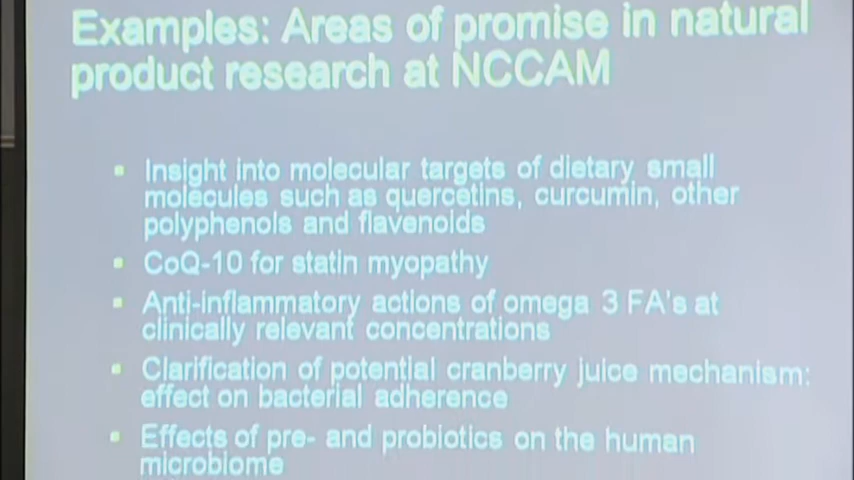 Examples: Areas of promise in natural
product research at NCCAM
Insight into molecular targets of dietary small
molecules such as quercetins, curcumin, other
polyphenols and flavenoids
CoQ-10 for statin myopathy
Anti-inflammatory actions of omega 3 FA's at
clinically relevant concentrations
Clarification of potential cranberry juice mechanism:
effect on bacterial adherence
Effects of pre- and probiotics on the human
microbiome